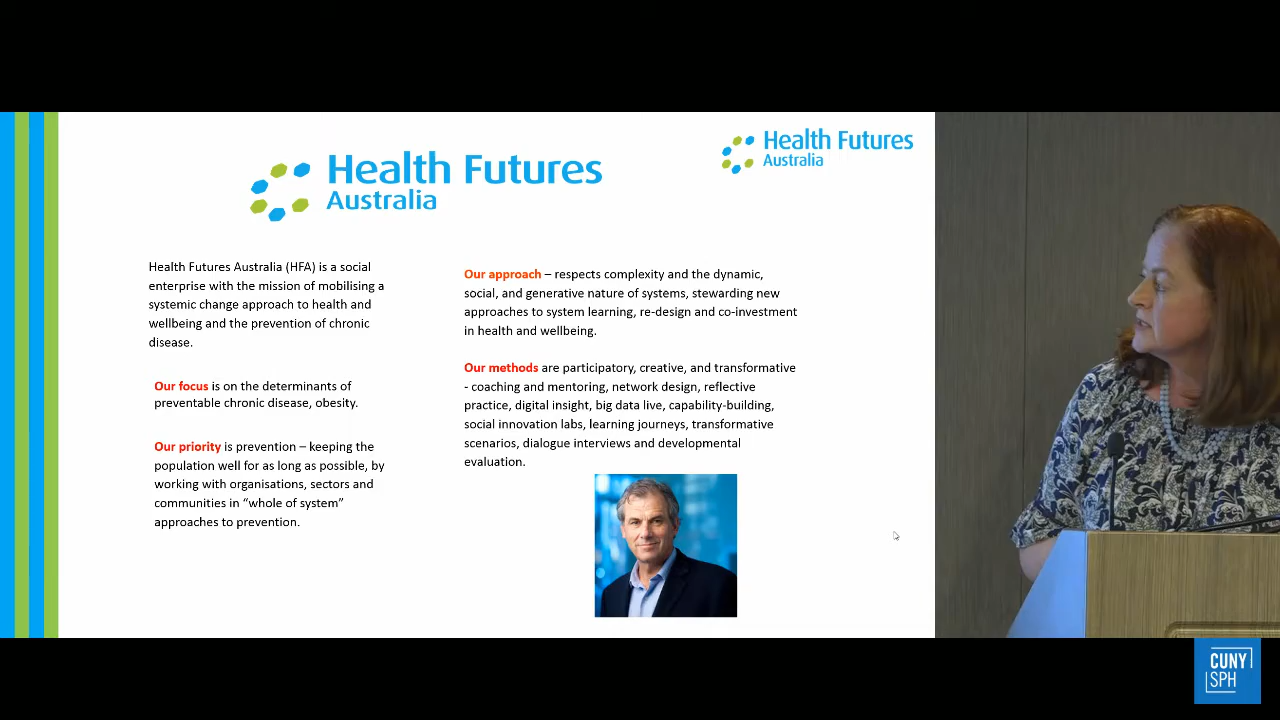 Health Futures
Australia
Health Futures
Australia
Health Futures Australia (HFA) is a social
enterprise with the mission of mobilising a
systemic change approach to health and
wellbeing and the prevention of chronic
disease.
Our focus is on the determinants of
preventable chronic disease, obesity.
Our priority is prevention – keeping the
population well for as long as possible, by
working with organisations, sectors and
communities in “whole of system”
approaches to prevention.
Our approach – respects complexity and the dynamic,
social, and generative nature of systems, stewarding new
approaches to system learning, re-design and co-investment
in health and wellbeing.
Our methods are participatory, creative, and transformative
- coaching and mentoring, network design, reflective
practice, digital insight, big data live, capability-building,
social innovation labs, learning journeys, transformative
scenarios, dialogue interviews and developmental
evaluation.
CUNY
SPH